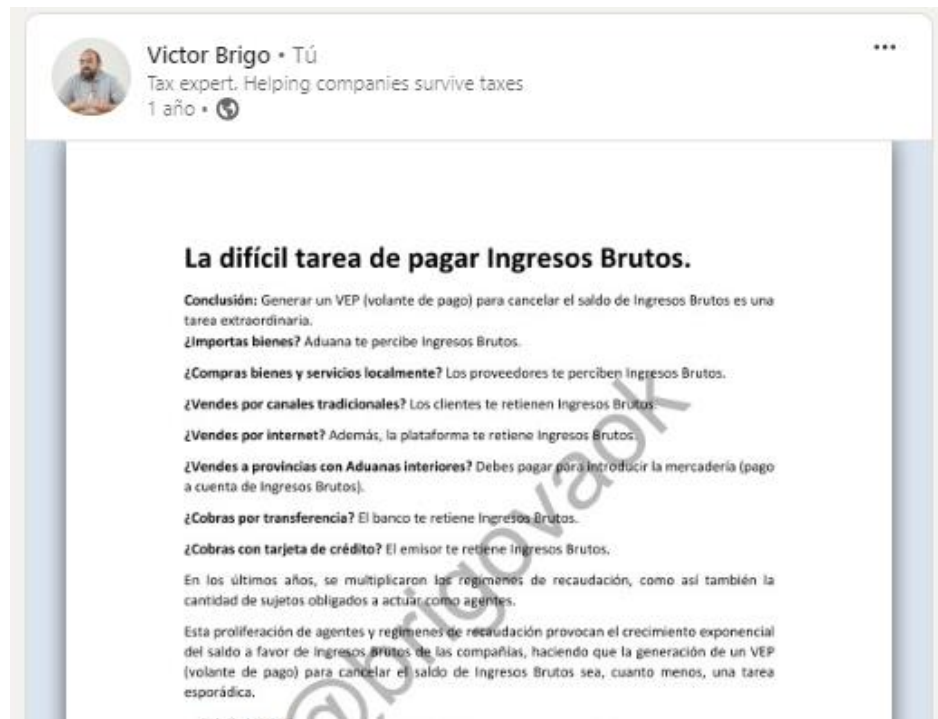 Victor Brigo • Tú
Tax expert. Helping companies survive taxes
1 año •
La difícil tarea de pagar Ingresos Brutos.
Conclusión: Generar un VEP (volante de pago) para cancelar el saldo de Ingresos Brutos es una
tarea extraordinaria.
¿Importas bienes? Aduana te percibe Ingresos Brutos.
¿Compras bienes y servicios localmente? Los proveedores te perciben Ingresos Brutos.
¿Vendes por canales tradicionales? Los clientes te retienen Ingresos Brutos.
¿Vendes por internet? Además, la plataforma te retiene Ingresos Brutos.
¿Vendes a provincias con Aduanas interiores? Debes pagar para introducir la mercadería (pago
a cuenta de Ingresos Brutos).
¿Cobras por transferencia? El banco te retiene Ingresos Brutos.
¿Cobras con tarjeta de crédito? El emisor te retiene Ingresos Brutos.
En los últimos años, se multiplicaron los regímenes de recaudación, como así también la
cantidad de sujetos obligados a actuar como agentes.
Esta proliferación de agentes y regímenes de recaudación provocan el crecimiento exponencial
del saldo a favor de Ingresos Brutos de las compañías, haciendo que la generación de un VEP
(volante de pago) para cancelar el saldo de Ingresos Brutos sea, cuanto menos, una tarea
esporádica.
@brigovaok